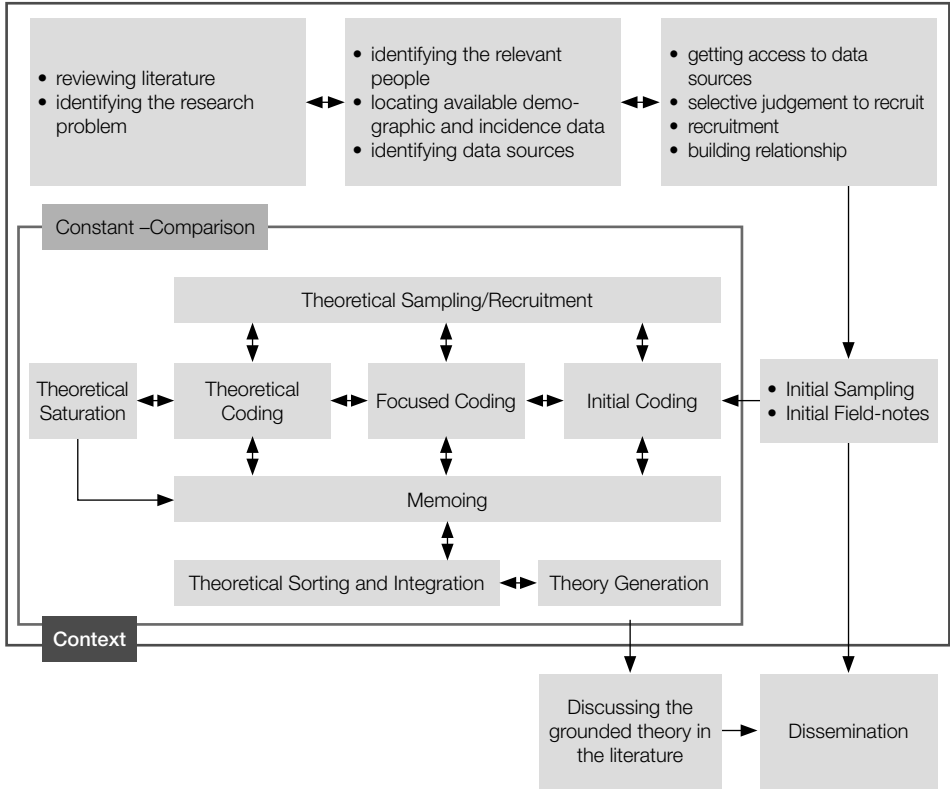 • reviewing literature
• identifying the research
problem
• identifying the relevant
people
• locating available demo-
graphic and incidence data
• identifying data sources
• getting access to data
sources
• selective judgement to recruit
• recruitment
• building relationship
Constant –Comparison
Theoretical Sampling/Recruitment
Theoretical
Saturation
Theoretical
Coding
Focused Coding
Initial Coding
• Initial Sampling
• Initial Field-notes
Memoing
Theoretical Sorting and Integration
Theory Generation
Context
Discussing the
grounded theory in
the literature
Dissemination